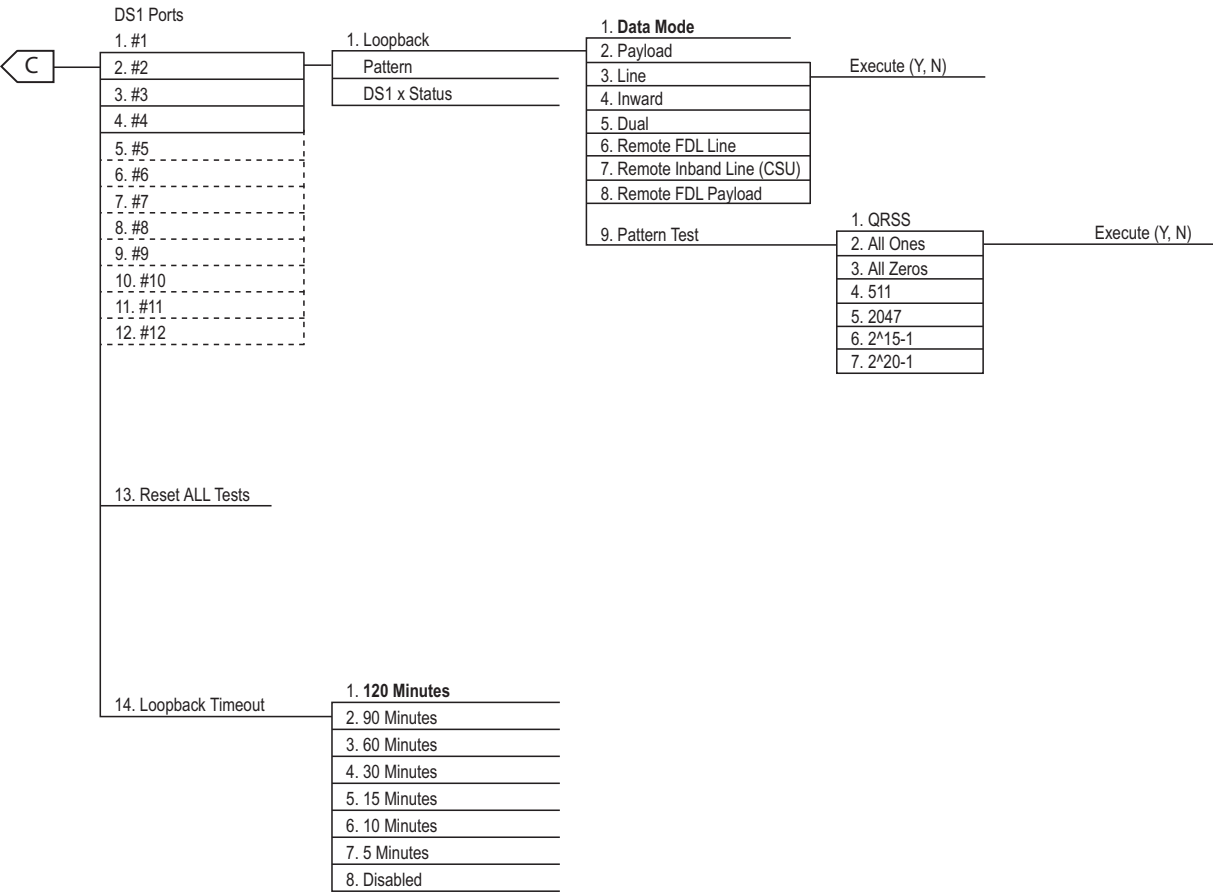 C
DS1 Ports
1. #1
2. #2
3. #3
4. #4
5. #5
6. #6
7. #7
8. #8
9. #9
10. #10
11. #11
12. #12
13. Reset ALL Tests
14. Loopback Timeout
1. Loopback
Pattern
DS1 x Status
1. Data Mode
2. Payload
3. Line
4. Inward
5. Dual
6. Remote FDL Line
7. Remote Inband Line (CSU)
8. Remote FDL Payload
9. Pattern Test
Execute (Y, N)
1. QRSS
2. All Ones
3. All Zeros
4. 511
5. 2047
6. 2^15-1
7. 2^20-1
Execute (Y, N)
1. 120 Minutes
2. 90 Minutes
3. 60 Minutes
4. 30 Minutes
5. 15 Minutes
6. 10 Minutes
7. 5 Minutes
8. Disabled